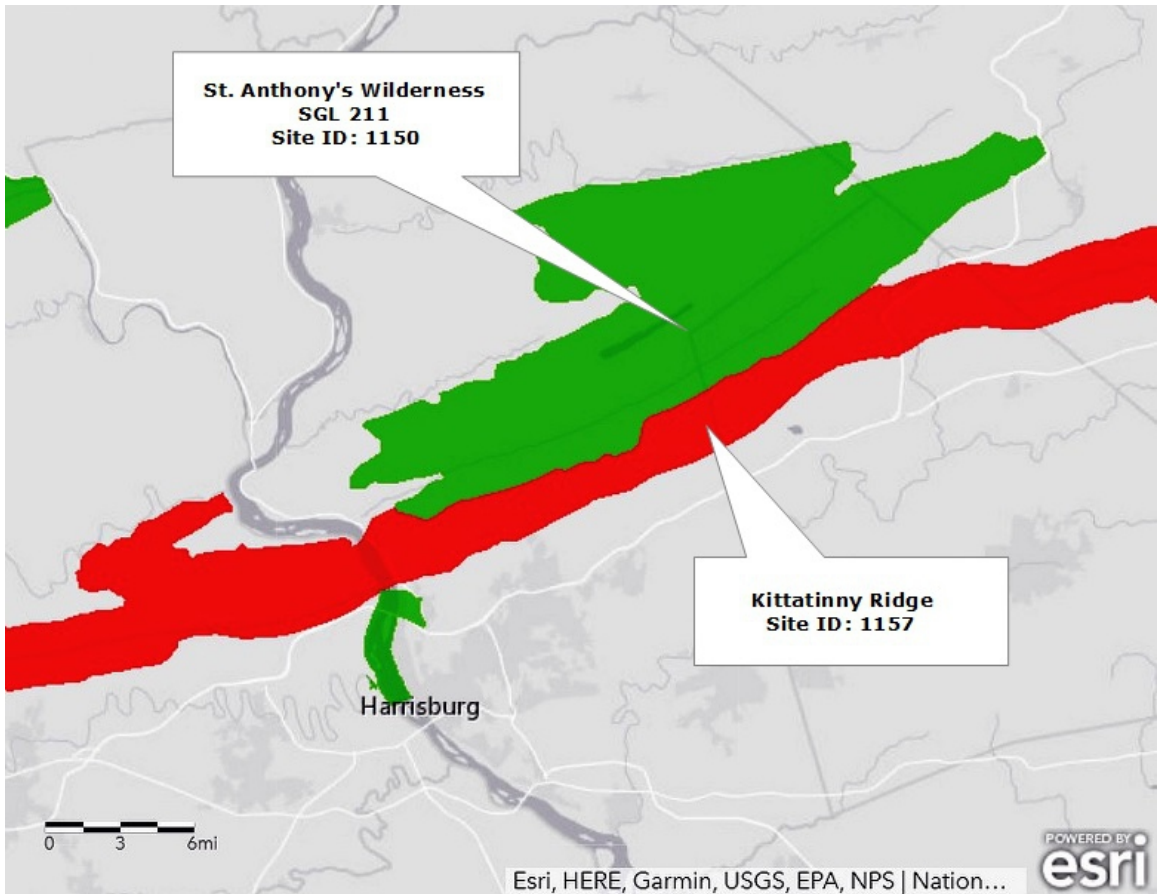 St. Anthony's Wilderness
SGL 211
Site ID: 1150
Kittatinny Ridge
Site ID: 1157
Harrisburg
0 3 6mi
POWERED BY
esri
Esri, HERE, Garmin, USGS, EPA, NPS | Nation...